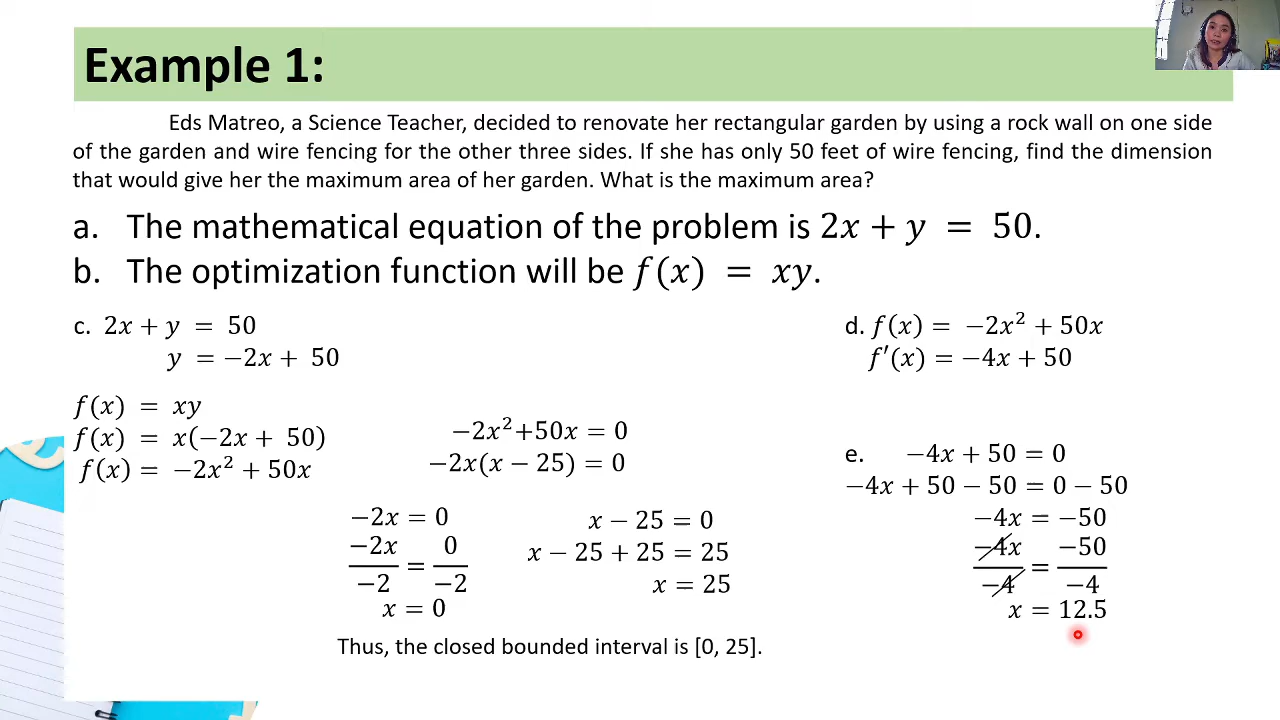 Example 1:
Eds Matreo, a Science Teacher, decided to renovate her rectangular garden by using a rock wall on one side
of the garden and wire fencing for the other three sides. If she has only 50 feet of wire fencing, find the dimension
that would give her the maximum area of her garden. What is the maximum area?
a. The mathematical equation of the problem is 2x + y = 50.
b. The optimization function will be f(x) = xy.
c. 2x + y = 50
y = −2x + 50
f(x) = xy
f(x) = x(−2x + 50)
f(x) = −2x² + 50x
−2x²+50x = 0
−2x(x − 25) = 0
−2x = 0
−2x/−2 = 0/−2
x = 0
x − 25 = 0
x − 25 + 25 = 25
x = 25
Thus, the closed bounded interval is [0, 25].
d. f(x) = −2x² + 50x
f′(x) = −4x + 50
e. −4x + 50 = 0
−4x + 50 − 50 = 0 − 50
−4x = −50
−4x/−4 = −50/−4
x = 12.5